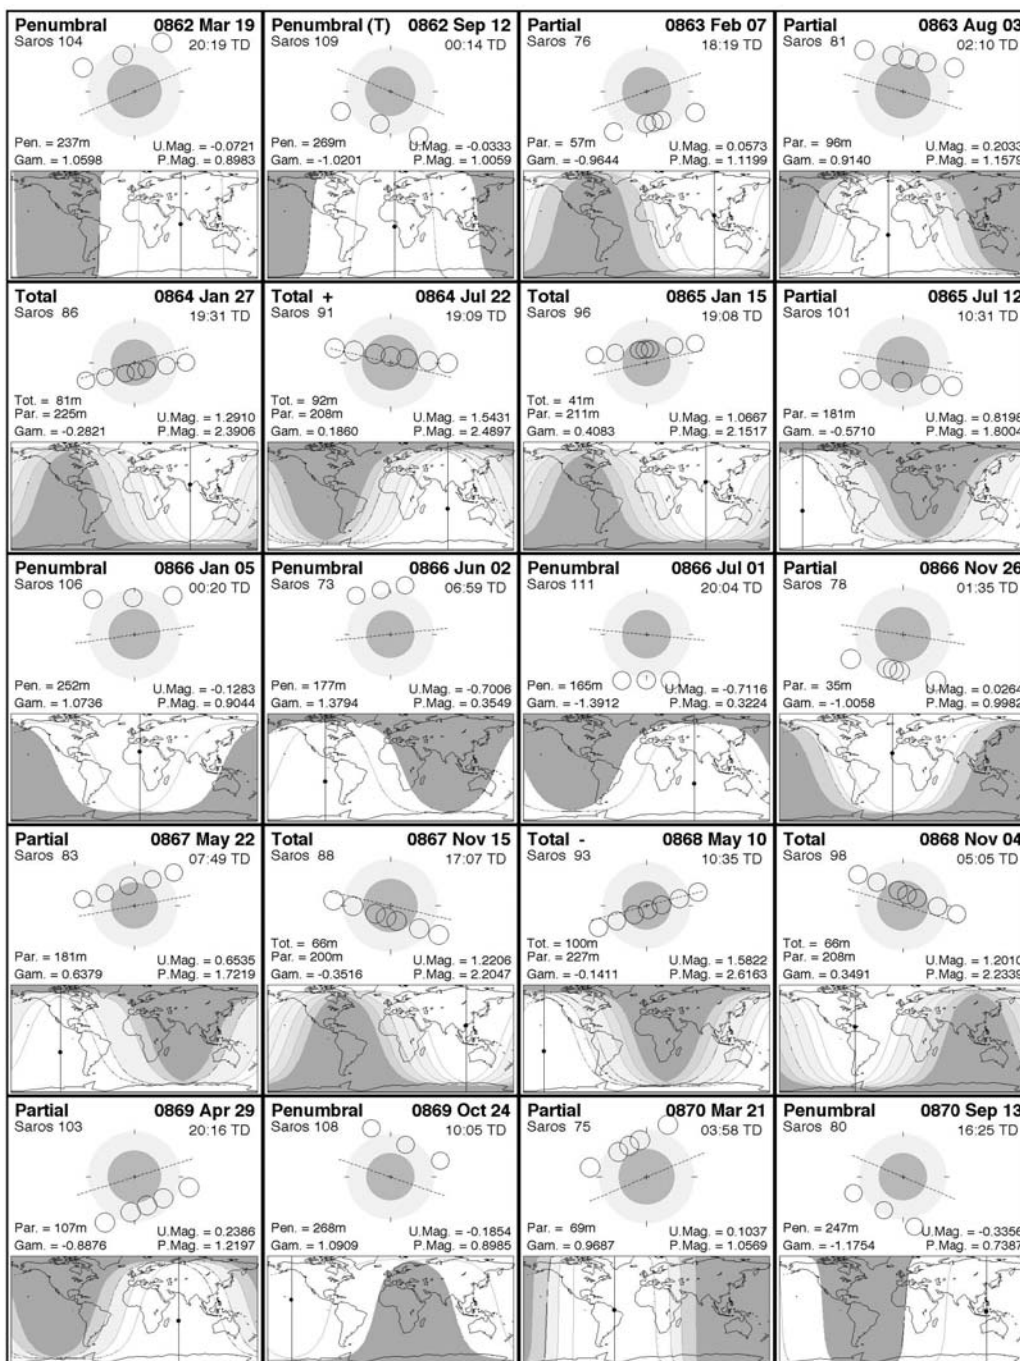 Penumbral 0862 Mar 19
Saros 104 20:19 TD
Pen. = 237m U.Mag. = -0.0721
Gam. = 1.0598 P.Mag. = 0.8983
Penumbral (T) 0862 Sep 12
Saros 109 00:14 TD
Pen. = 269m U.Mag. = -0.0333
Gam. = -1.0201 P.Mag. = 1.0059
Partial 0863 Feb 07
Saros 76 18:19 TD
Par. = 57m U.Mag. = 0.0573
Gam. = -0.9644 P.Mag. = 1.1199
Partial 0863 Aug 03
Saros 81 02:10 TD
Par. = 96m U.Mag. = 0.2033
Gam. = 0.9140 P.Mag. = 1.1579
Total 0864 Jan 27
Saros 86 19:31 TD
Tot. = 81m
Par. = 225m U.Mag. = 1.2910
Gam. = -0.2821 P.Mag. = 2.3906
Total + 0864 Jul 22
Saros 91 19:09 TD
Tot. = 92m
Par. = 208m U.Mag. = 1.5431
Gam. = 0.1860 P.Mag. = 2.4897
Total 0865 Jan 15
Saros 96 19:08 TD
Tot. = 41m
Par. = 211m U.Mag. = 1.0667
Gam. = 0.4083 P.Mag. = 2.1517
Partial 0865 Jul 12
Saros 101 10:31 TD
Par. = 181m U.Mag. = 0.8198
Gam. = -0.5710 P.Mag. = 1.8004
Penumbral 0866 Jan 05
Saros 106 00:20 TD
Pen. = 252m U.Mag. = -0.1283
Gam. = 1.0736 P.Mag. = 0.9044
Penumbral 0866 Jun 02
Saros 73 06:59 TD
Pen. = 177m U.Mag. = -0.7006
Gam. = 1.3794 P.Mag. = 0.3549
Penumbral 0866 Jul 01
Saros 111 20:04 TD
Pen. = 165m U.Mag. = -0.7116
Gam. = -1.3912 P.Mag. = 0.3224
Partial 0866 Nov 26
Saros 78 01:35 TD
Par. = 35m U.Mag. = 0.0264
Gam. = -1.0058 P.Mag. = 0.9982
Partial 0867 May 22
Saros 83 07:49 TD
Par. = 181m U.Mag. = 0.6535
Gam. = 0.6379 P.Mag. = 1.7219
Total 0867 Nov 15
Saros 88 17:07 TD
Tot. = 66m
Par. = 200m U.Mag. = 1.2206
Gam. = -0.3516 P.Mag. = 2.2047
Total - 0868 May 10
Saros 93 10:35 TD
Tot. = 100m
Par. = 227m U.Mag. = 1.5822
Gam. = -0.1411 P.Mag. = 2.6163
Total 0868 Nov 04
Saros 98 05:05 TD
Tot. = 66m
Par. = 208m U.Mag. = 1.2010
Gam. = 0.3491 P.Mag. = 2.2339
Partial 0869 Apr 29
Saros 103 20:16 TD
Par. = 107m U.Mag. = 0.2386
Gam. = -0.8876 P.Mag. = 1.2197
Penumbral 0869 Oct 24
Saros 108 10:05 TD
Pen. = 268m U.Mag. = -0.1854
Gam. = 1.0909 P.Mag. = 0.8985
Partial 0870 Mar 21
Saros 75 03:58 TD
Par. = 69m U.Mag. = 0.1037
Gam. = 0.9687 P.Mag. = 1.0569
Penumbral 0870 Sep 13
Saros 80 16:25 TD
Pen. = 247m U.Mag. = -0.3356
Gam. = -1.1754 P.Mag. = 0.7387